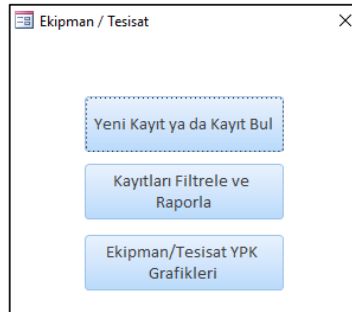 Ekipman / Tesisat
Yeni Kayıt ya da Kayıt Bul
Kayıtları Filtrele ve
Raporla
Ekipman/Tesisat YPK
Grafikleri